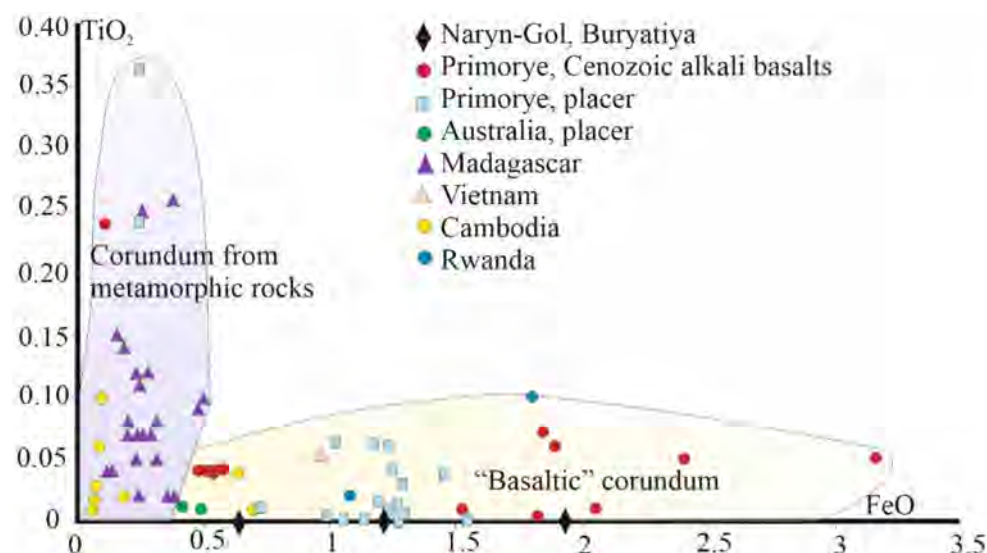 0.40
TiO2
0.35
0.30
0.25
0.20
0.15
0.10
0.05
0
Naryn-Gol, Buryatiya
Primorye, Cenozoic alkali basalts
Primorye, placer
Australia, placer
Madagascar
Vietnam
Cambodia
Rwanda
Corundum from
metamorphic rocks
"Basaltic" corundum
FeO
0
0.5
1
1.5
2
2.5
3
3.5